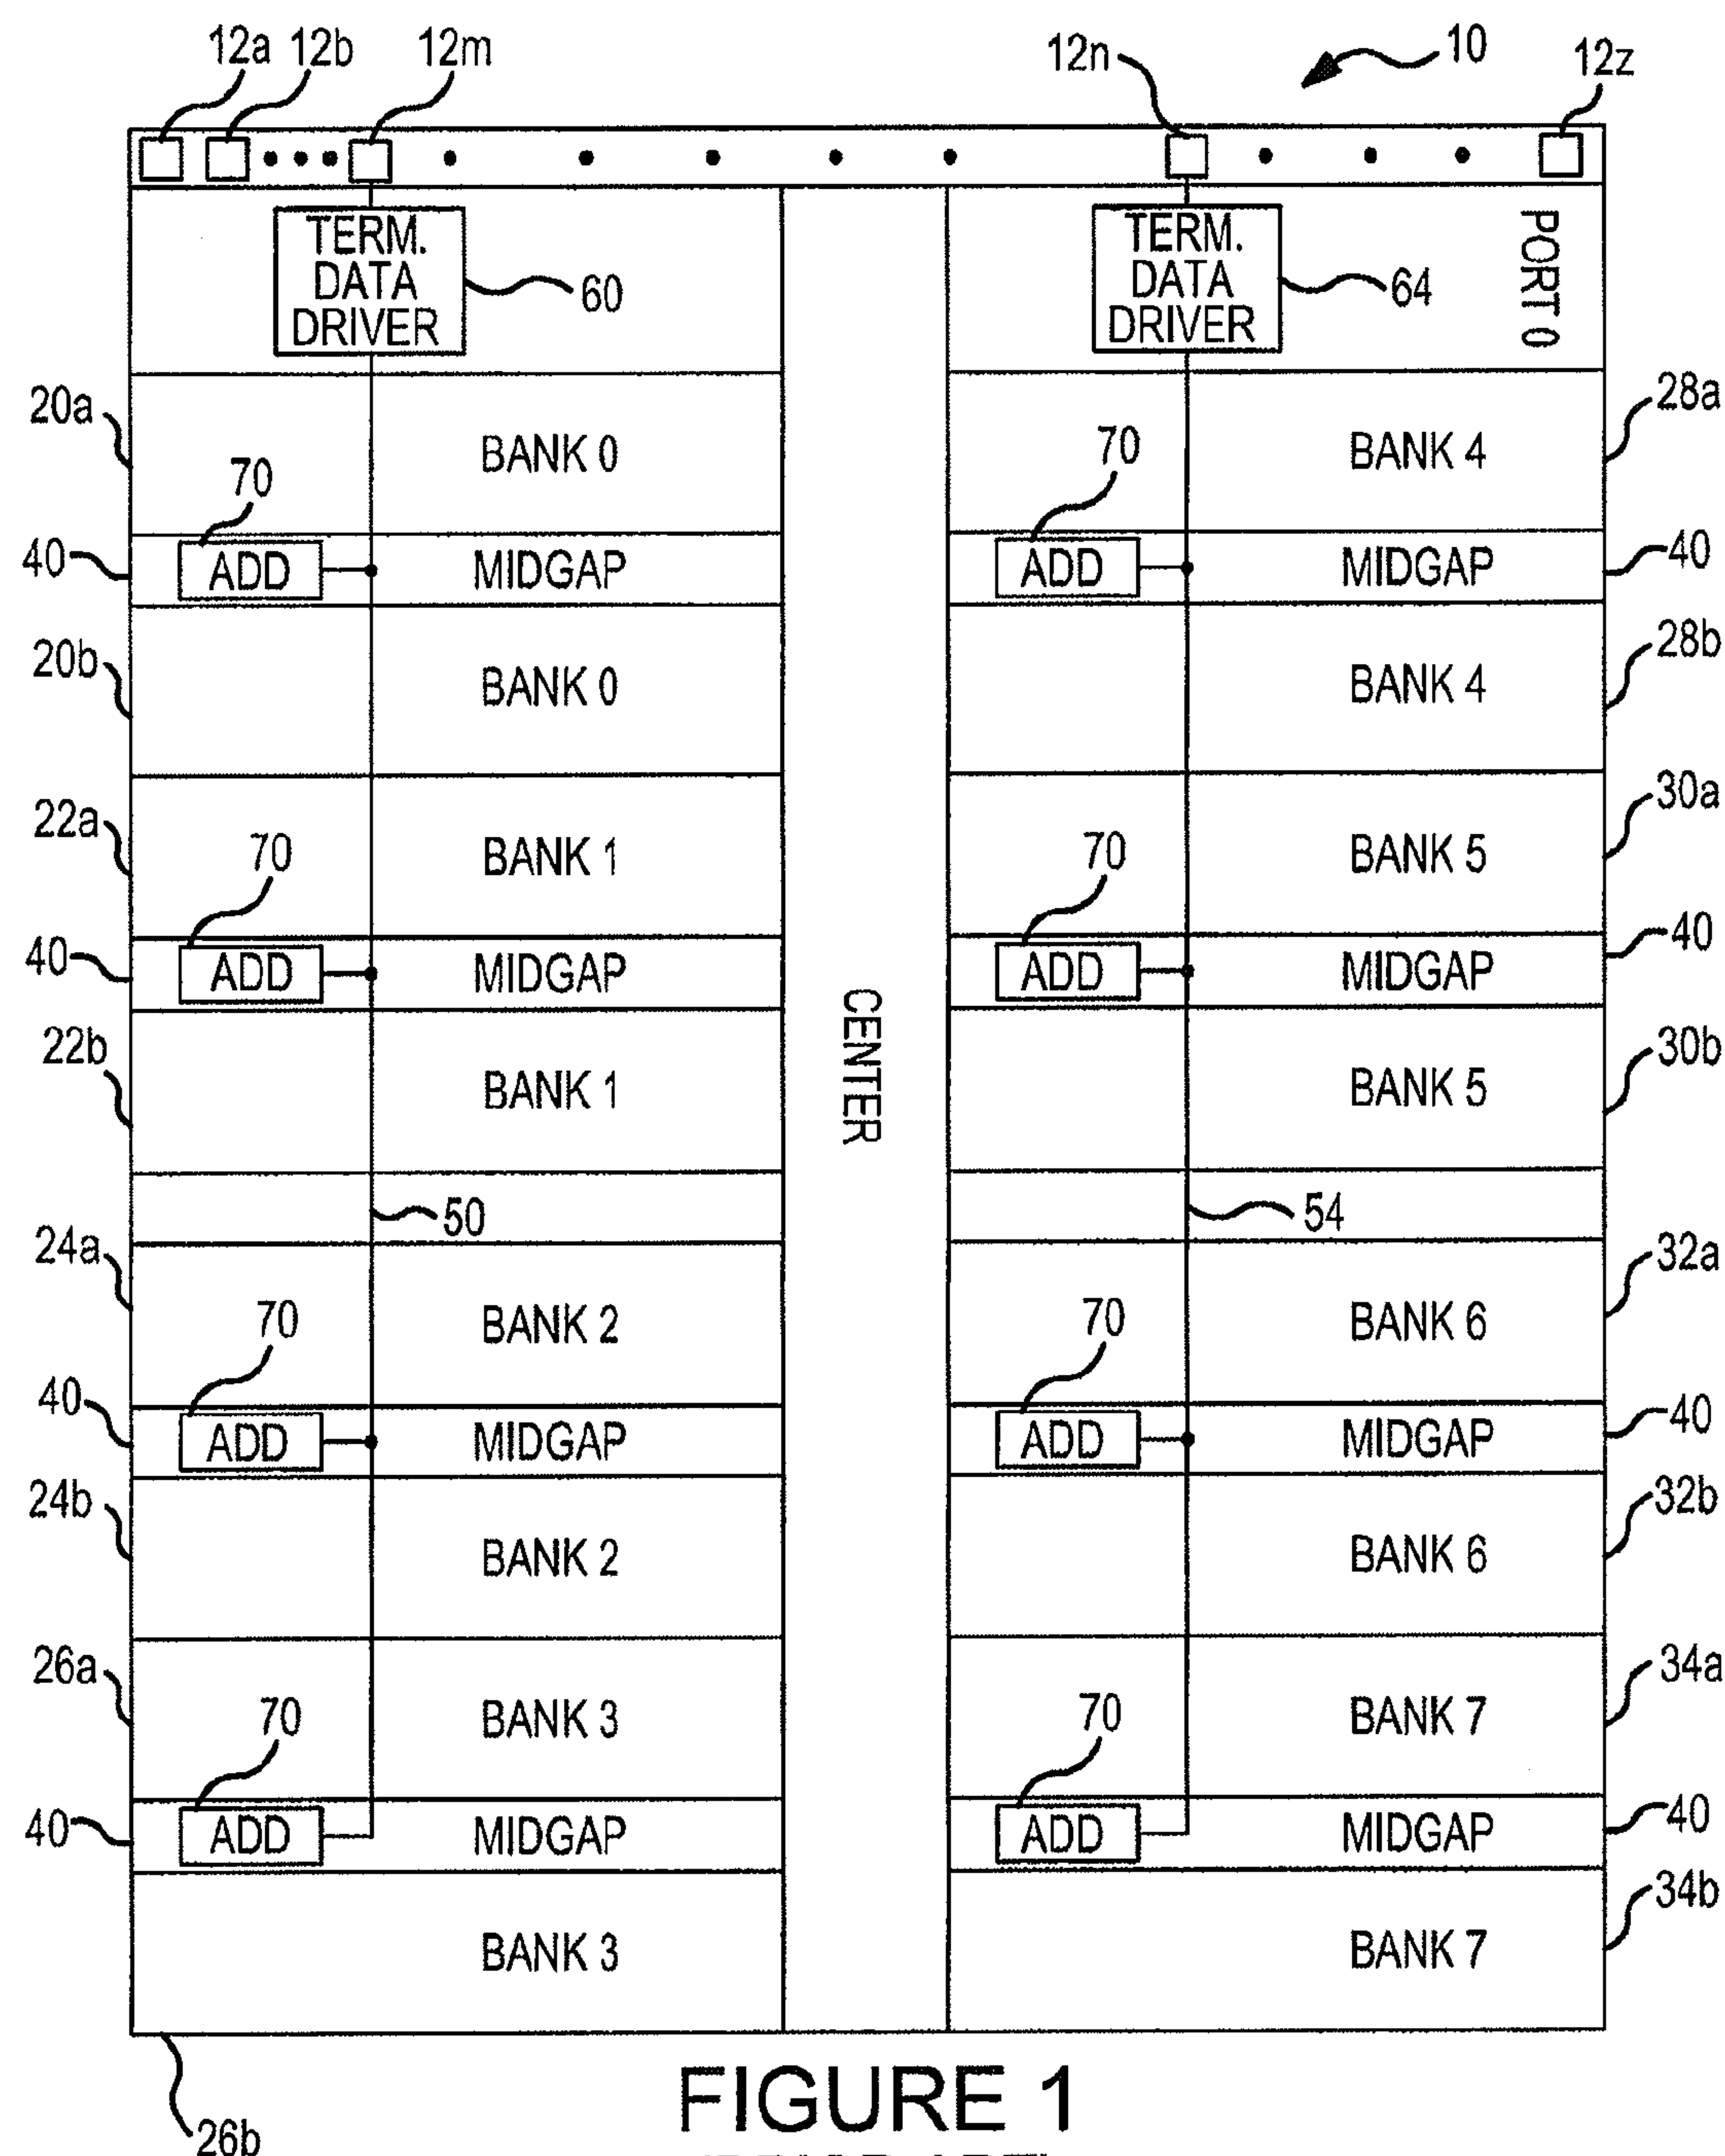 12a 12b 12m 12n 10 12z
TERM. DATA DRIVER 60
TERM. DATA DRIVER 64
PORT 0
20a BANK 0 BANK 4 28a
70 70
40 ADD MIDGAP ADD MIDGAP 40
20b BANK 0 BANK 4 28b
22a BANK 1 BANK 5 30a
70 70
40 ADD MIDGAP ADD MIDGAP 40
CENTER
22b BANK 1 BANK 5 30b
50 54
24a BANK 2 BANK 6 32a
70 70
40 ADD MIDGAP ADD MIDGAP 40
24b BANK 2 BANK 6 32b
26a BANK 3 BANK 7 34a
70 70
40 ADD MIDGAP ADD MIDGAP 40
BANK 3 BANK 7 34b
FIGURE 1
26b